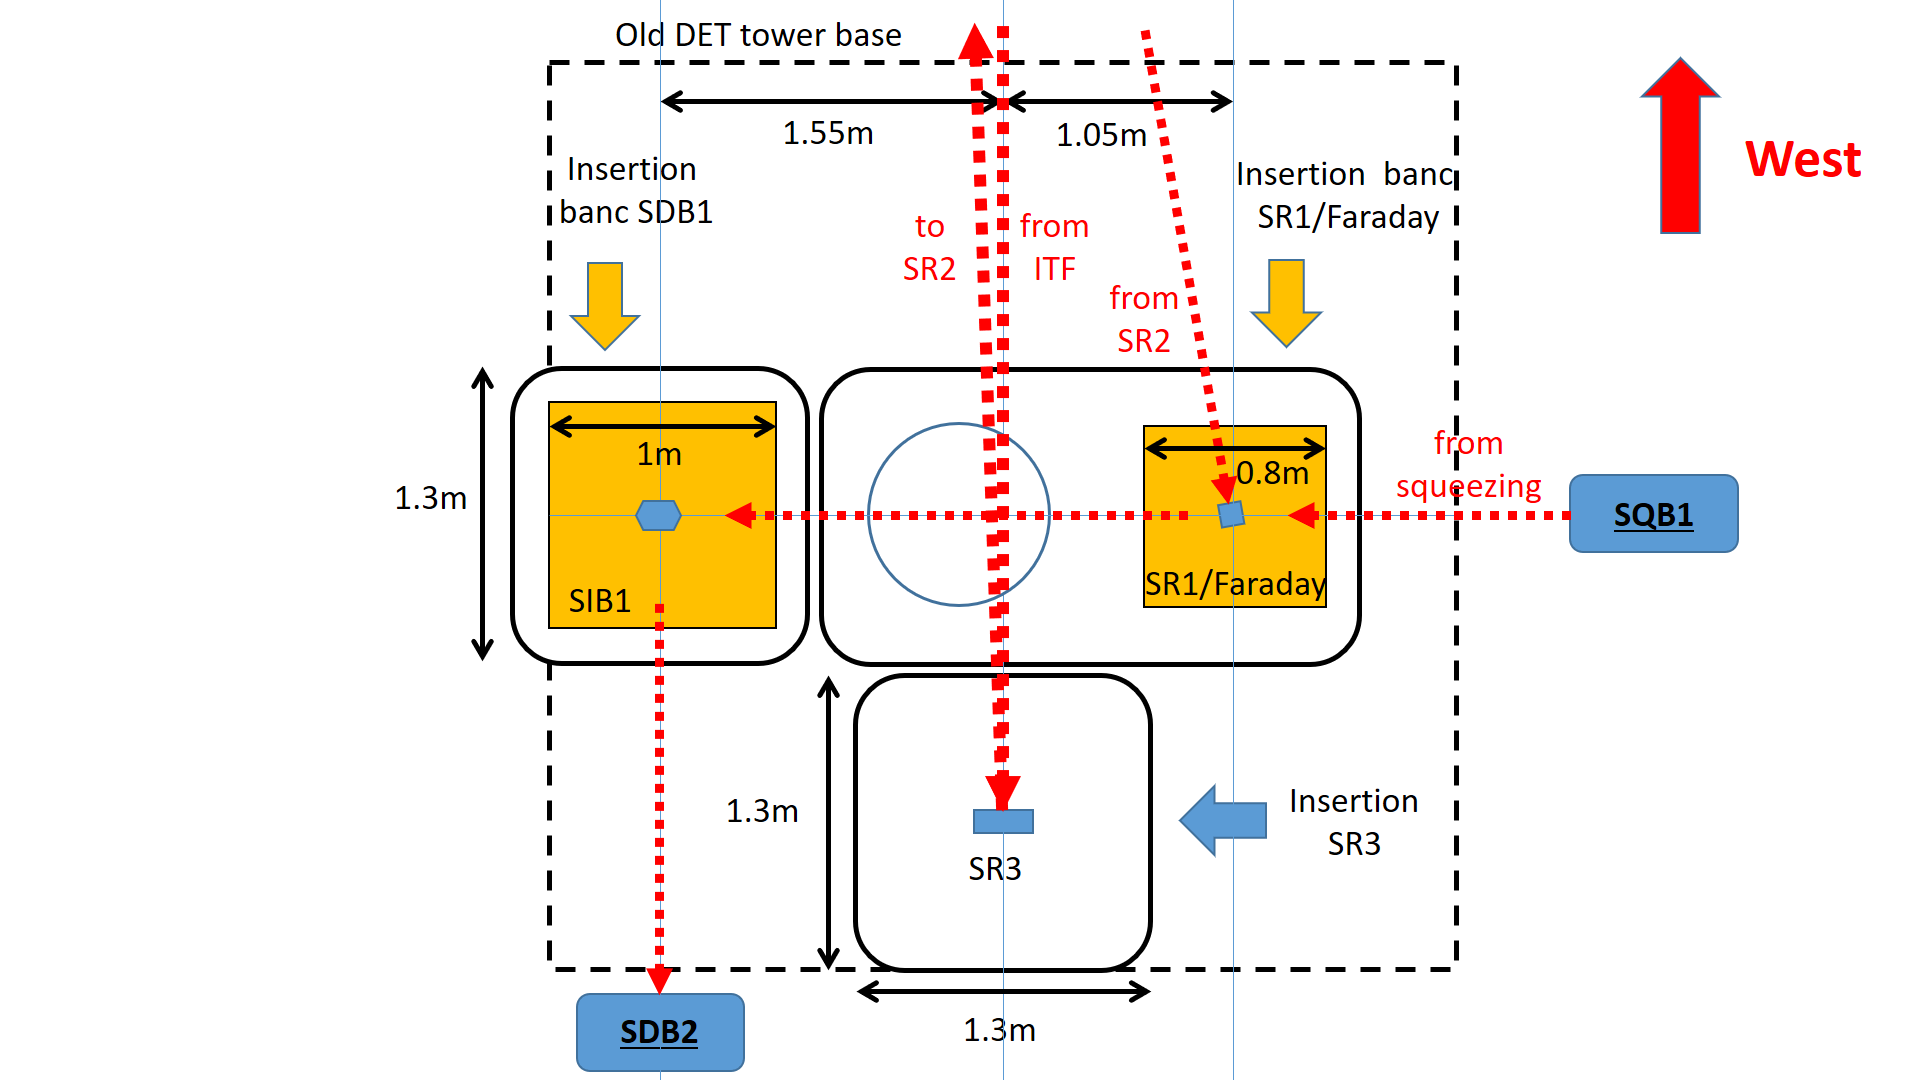 Old DET tower base
1.55m
1.05m
West
Insertion
banc SDB1
Insertion banc
SR1/Faraday
to
SR2
from
ITF
from
SR2
1m
0.8m
from
squeezing
1.3m
SQB1
SIB1
SR1/Faraday
1.3m
Insertion
SR3
SR3
SDB2
1.3m